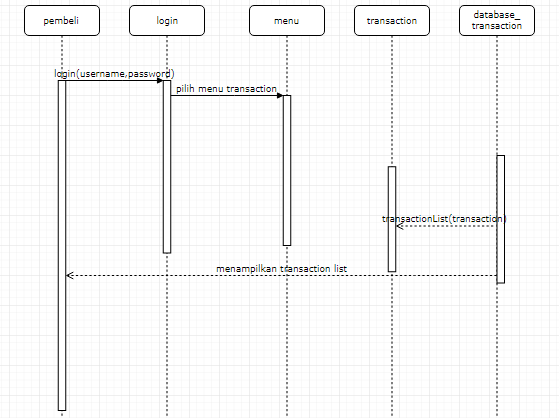 pembeli
login
menu
transaction
database_
transaction
login(username,password)
pilih menu transaction
transactionList(transaction)
menampilkan transaction list